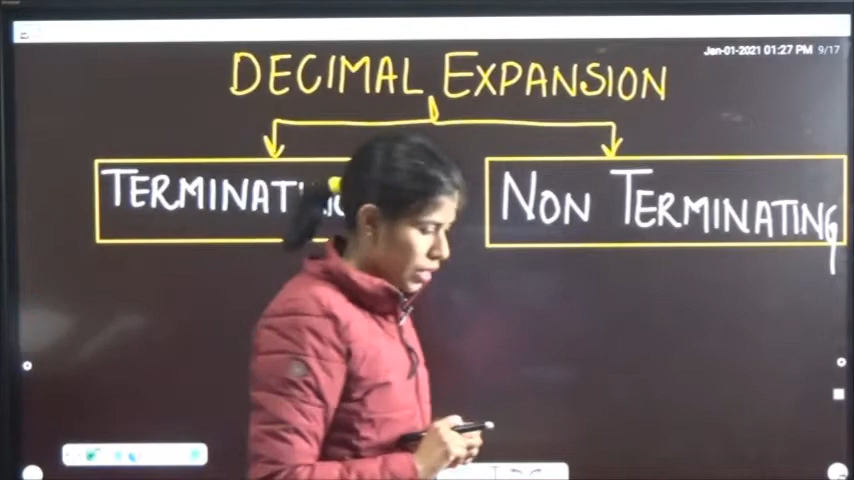 Jan-01-2021 01:27 PM 9/17
DECIMAL EXPANSION
NON TERMINATING